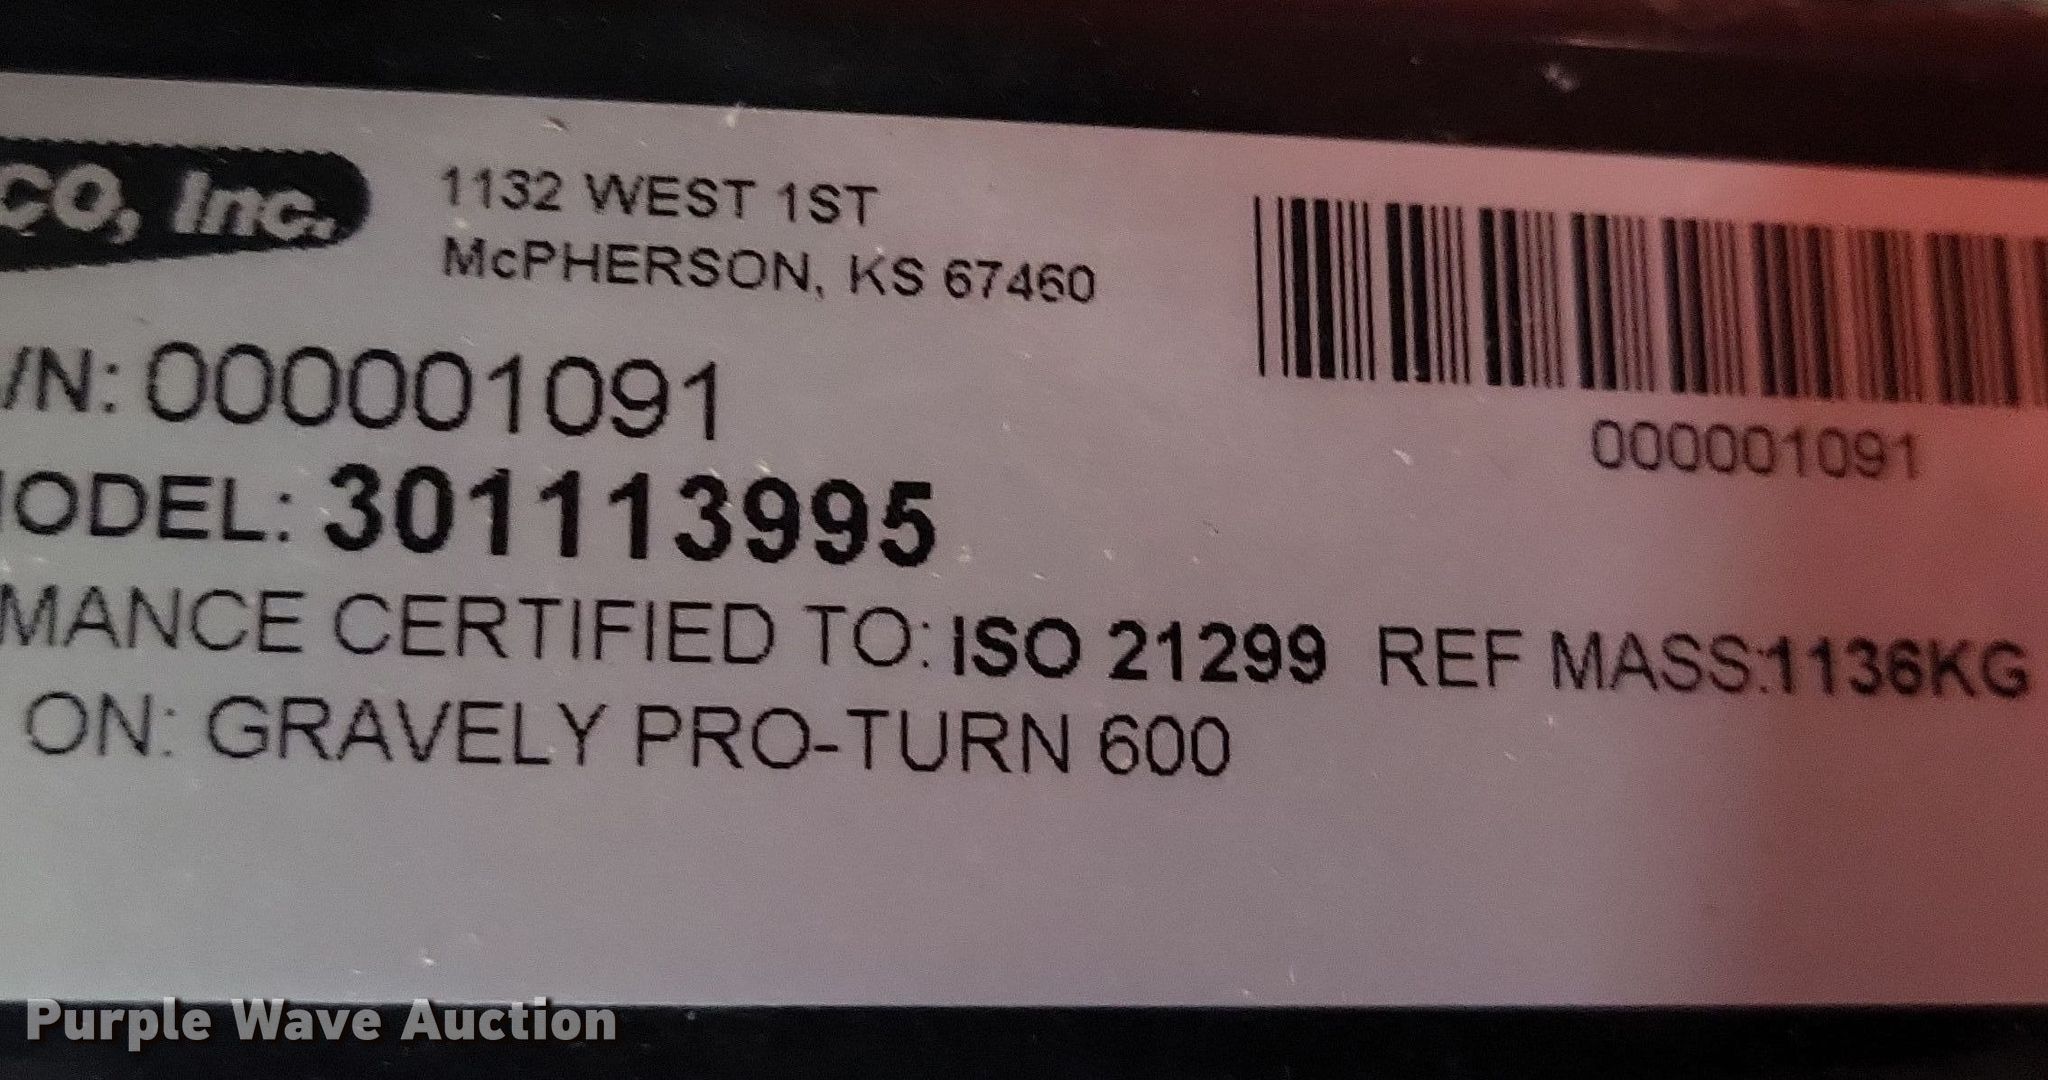 CO, Inc.
1132 WEST 1ST
McPHERSON, KS 67460
/N: 000001091
000001091
ODEL: 301113995
MANCE CERTIFIED TO: ISO 21299 REF MASS:1136KG
ON: GRAVELY PRO-TURN 600
Purple Wave Auction